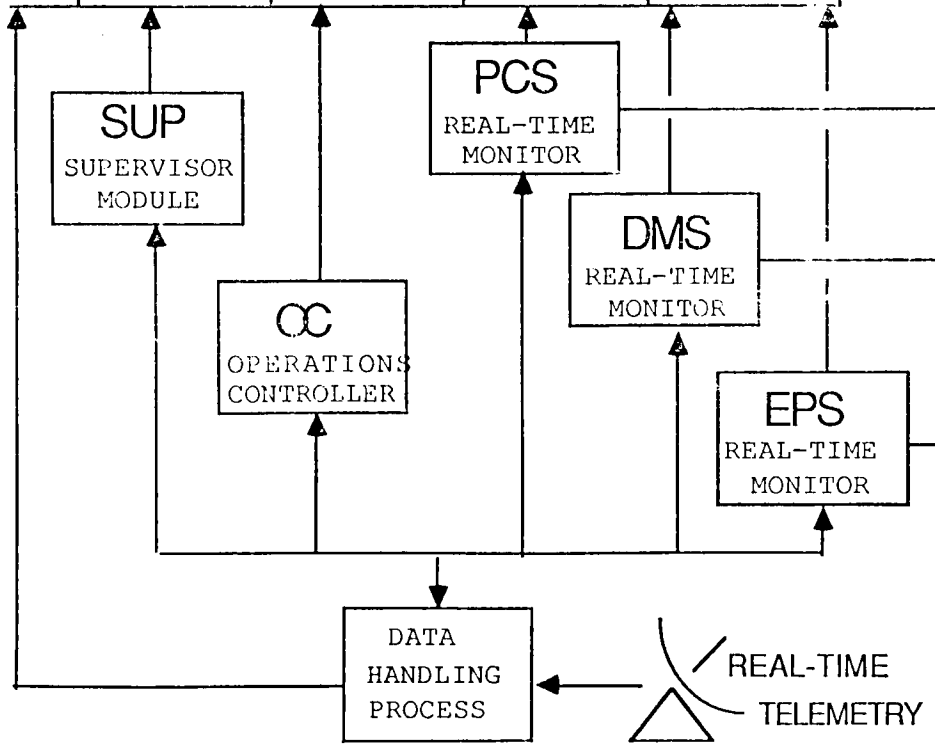 SUP
SUPERVISOR
MODULE
OC
OPERATIONS
CONTROLLER
PCS
REAL-TIME
MONITOR
DMS
REAL-TIME
MONITOR
EPS
REAL-TIME
MONITOR
DATA
HANDLING
PROCESS
REAL-TIME
TELEMETRY